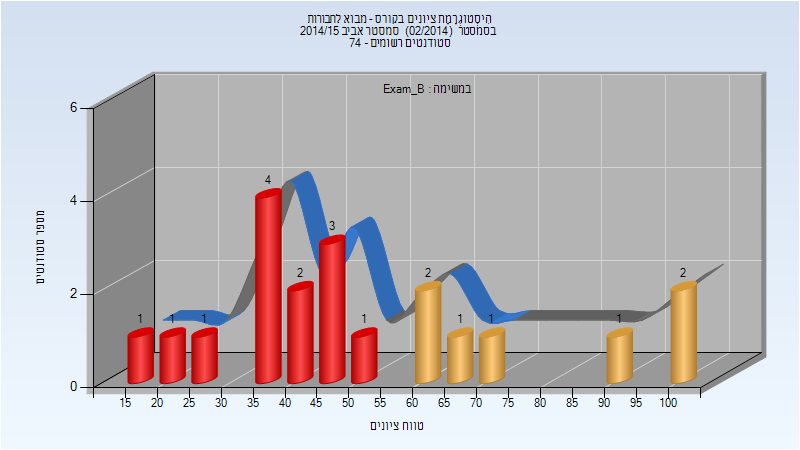 היסטוגרמת ציונים בקורס - מבוא לחבורות
בסמסטר (02/2014) סמסטר אביב 2014/15
סטודנטים רשומים - 74
במשימה : Exam_B
מספר סטודנטים
6
4
2
0
1 1 1 4 2 3 1 2 1 1 1 2
15 20 25 30 35 40 45 50 55 60 65 70 75 80 85 90 95 100
טווח ציונים